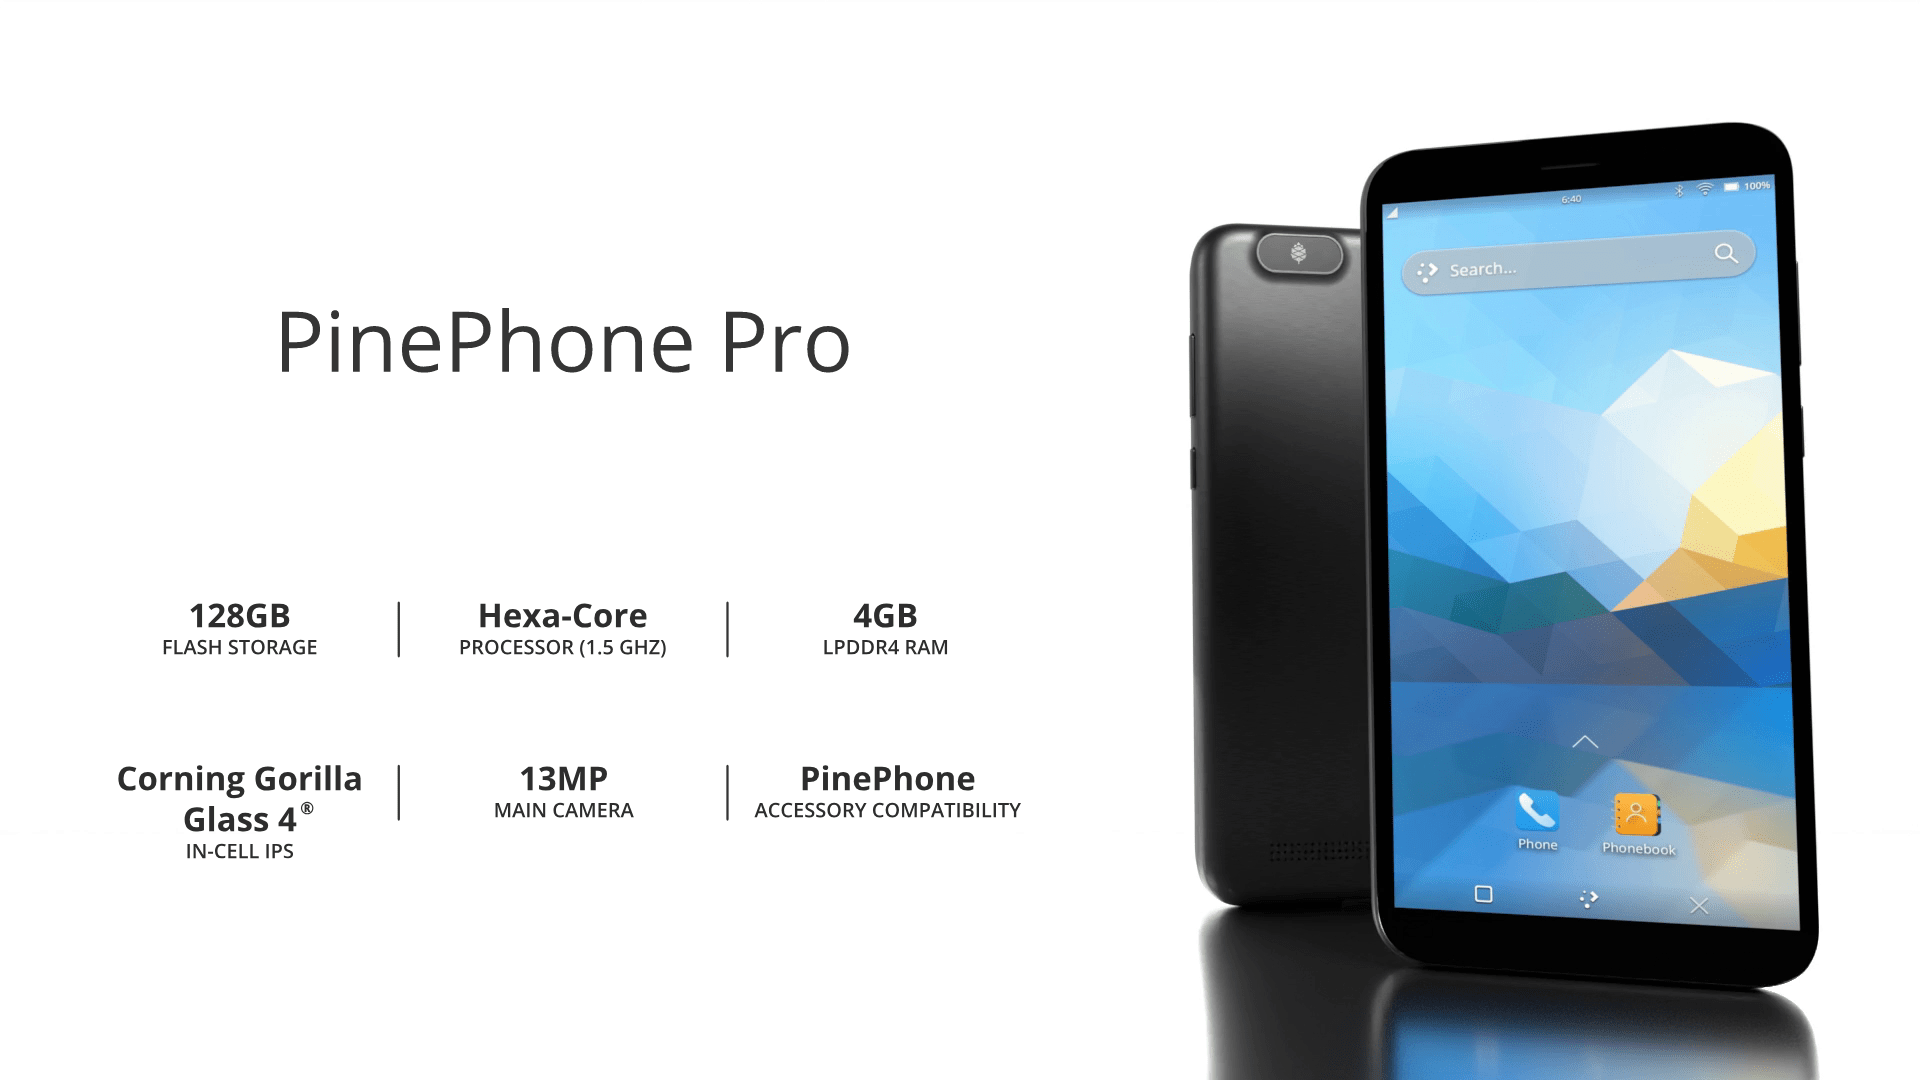 PinePhone Pro
128GB
FLASH STORAGE
Hexa-Core
PROCESSOR (1.5 GHZ)
4GB
LPDDR4 RAM
Corning Gorilla
Glass 4®
IN-CELL IPS
13MP
MAIN CAMERA
PinePhone
ACCESSORY COMPATIBILITY
6:40
100%
Search...
Phone
Phonebook